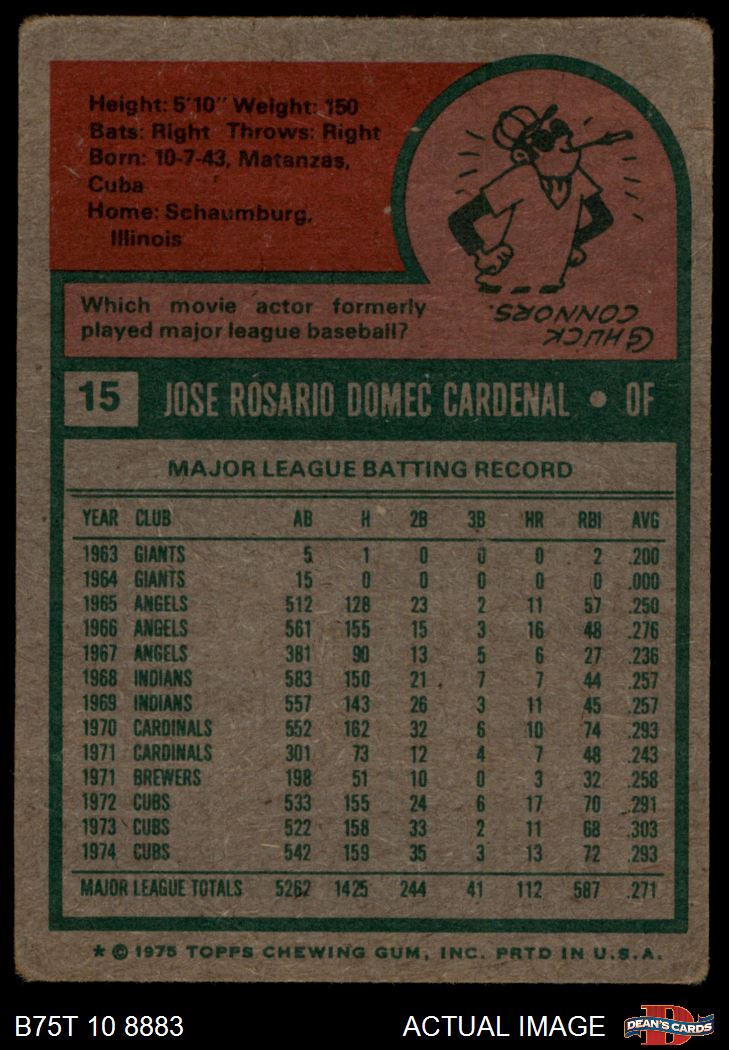 Height: 5'10" Weight: 150
Bats: Right Throws: Right
Born: 10-7-43, Matanzas,
Cuba
Home: Schaumburg,
Illinois
Which movie actor formerly
played major league baseball?
CHUCK
CONNORS.
15 JOSE ROSARIO DOMEC CARDENAL • OF
MAJOR LEAGUE BATTING RECORD
YEAR CLUB AB H 2B 3B HR RBI AVG
1963 GIANTS 5 1 0 0 0 2 .200
1964 GIANTS 15 0 0 0 0 0 .000
1965 ANGELS 512 128 23 2 11 57 .250
1966 ANGELS 561 155 15 3 16 48 .276
1967 ANGELS 381 90 13 5 6 27 .236
1968 INDIANS 583 150 21 7 7 44 .257
1969 INDIANS 557 143 26 3 11 45 .257
1970 CARDINALS 552 162 32 6 10 74 .293
1971 CARDINALS 301 73 12 4 7 48 .243
1971 BREWERS 198 51 10 0 3 32 .258
1972 CUBS 533 155 24 6 17 70 .291
1973 CUBS 522 158 33 2 11 68 .303
1974 CUBS 542 159 35 3 13 72 .293
MAJOR LEAGUE TOTALS 5262 1425 244 41 112 587 .271
* © 1975 TOPPS CHEWING GUM, INC. PRTD IN U.S.A.
B75T 10 8883 ACTUAL IMAGE
D
DEAN'S CARDS